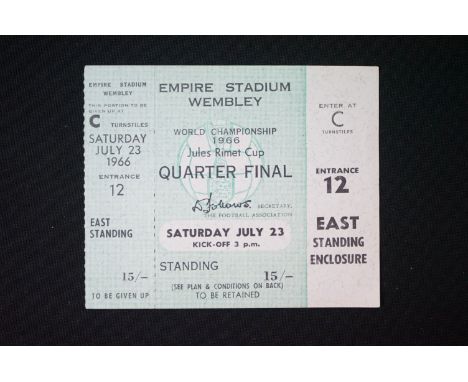 EMPIRE STADIUM
WEMBLEY
THIS PORTION TO BE
GIVEN UP AT
C TURNSTILES
SATURDAY
JULY 23
1966
ENTRANCE
12
EAST
STANDING
15/-
TO BE GIVEN UP
EMPIRE STADIUM
WEMBLEY
WORLD CHAMPIONSHIP
1966
Jules Rimet Cup
QUARTER FINAL
SECRETARY,
THE FOOTBALL ASSOCIATION
SATURDAY JULY 23
KICK-OFF 3 p.m.
STANDING 15/-
(SEE PLAN & CONDITIONS ON BACK)
TO BE RETAINED
ENTER AT
C
TURNSTILES
ENTRANCE
12
EAST
STANDING
ENCLOSURE